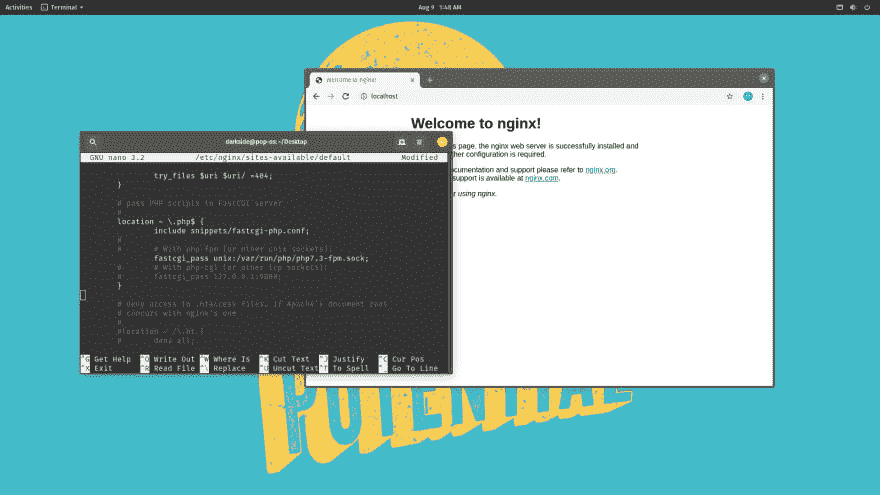 Activities Terminal Aug 9 1:48 AM
Welcome to nginx!
localhost
Welcome to nginx!
s page, the nginx web server is successfully installed and
her configuration is required.
cumentation and support please refer to nginx.org.
support is available at nginx.com.
r using nginx.
darkside@pop-os: ~/Desktop
GNU nano 3.2 /etc/nginx/sites-available/default Modified
try_files $uri $uri/ =404;
}
# pass PHP scripts to FastCGI server
#
location ~ \.php$ {
include snippets/fastcgi-php.conf;
#
# # With php-fpm (or other unix sockets):
fastcgi_pass unix:/var/run/php/php7.3-fpm.sock;
# # With php-cgi (or other tcp sockets):
# fastcgi_pass 127.0.0.1:9000;
}
# deny access to .htaccess files, if Apache's document root
# concurs with nginx's one
#
#location ~ /\.ht {
# deny all;
^G Get Help ^O Write Out ^W Where Is ^K Cut Text ^J Justify ^C Cur Pos
^X Exit ^R Read File ^\ Replace ^U Uncut Text ^T To Spell ^_ Go To Line
POTENTIAL